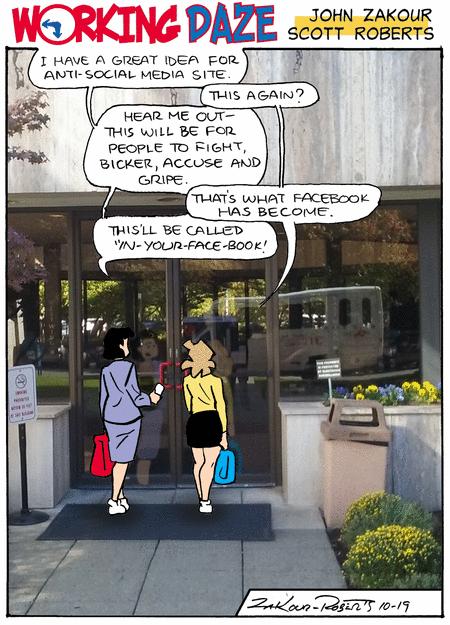 WORKING DAZE
JOHN ZAKOUR
SCOTT ROBERTS
I HAVE A GREAT IDEA FOR
ANTI-SOCIAL MEDIA SITE.
THIS AGAIN?
HEAR ME OUT—
THIS WILL BE FOR
PEOPLE TO FIGHT,
BICKER, ACCUSE AND
GRIPE.
THAT'S WHAT FACEBOOK
HAS BECOME.
THIS'LL BE CALLED
"IN-YOUR-FACE-BOOK!
SMOKING
PROHIBITED
ZAKOUR-ROBERTS 10-19